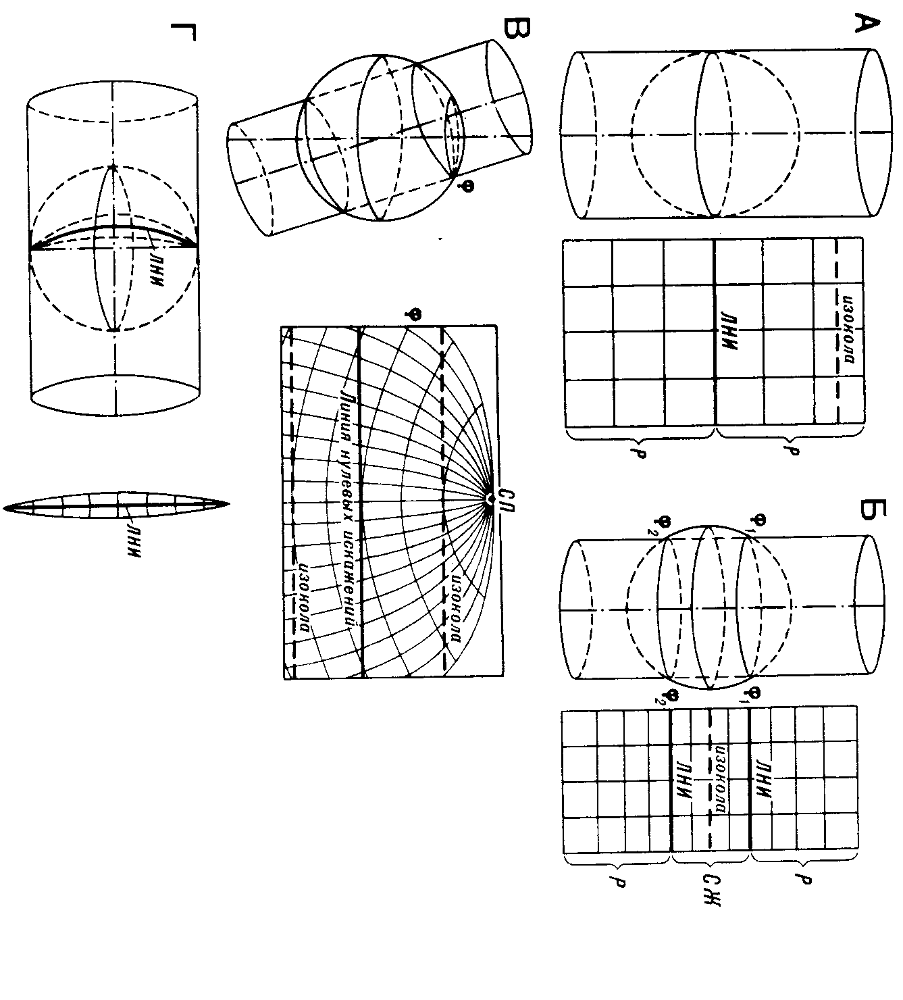 А
изокола
ЛНИ
Р
Р
Б
φ₁
φ₂
φ₁
φ₂
ЛНИ
изокола
ЛНИ
Р
СЖ
Р
В
φ
СП
φ
изокола
Линия нулевых искажений
изокола
Г
ЛНИ
ЛНИ